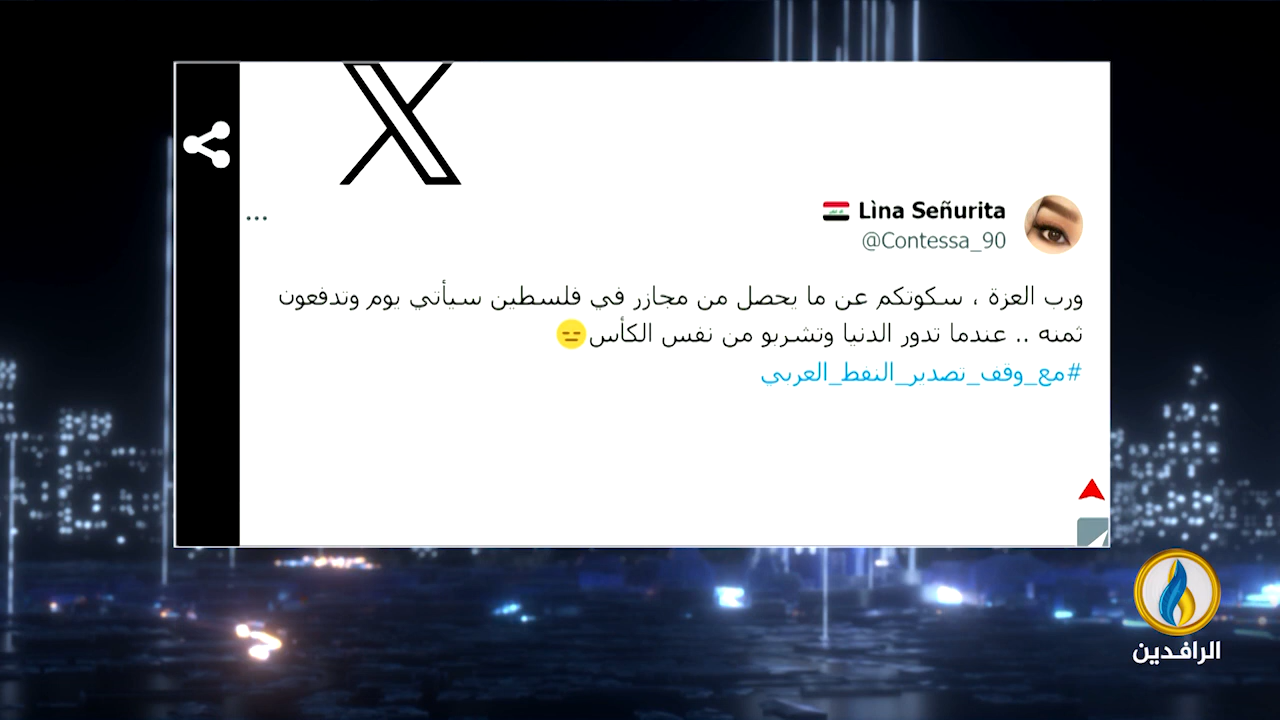 Lìna Señurita
@Contessa_90
ورب العزة ، سكوتكم عن ما يحصل من مجازر في فلسطين سيأتي يوم وتدفعون
ثمنه .. عندما تدور الدنيا وتشربو من نفس الكأس😑
#مع_وقف_تصدير_النفط_العربي
الرافدين